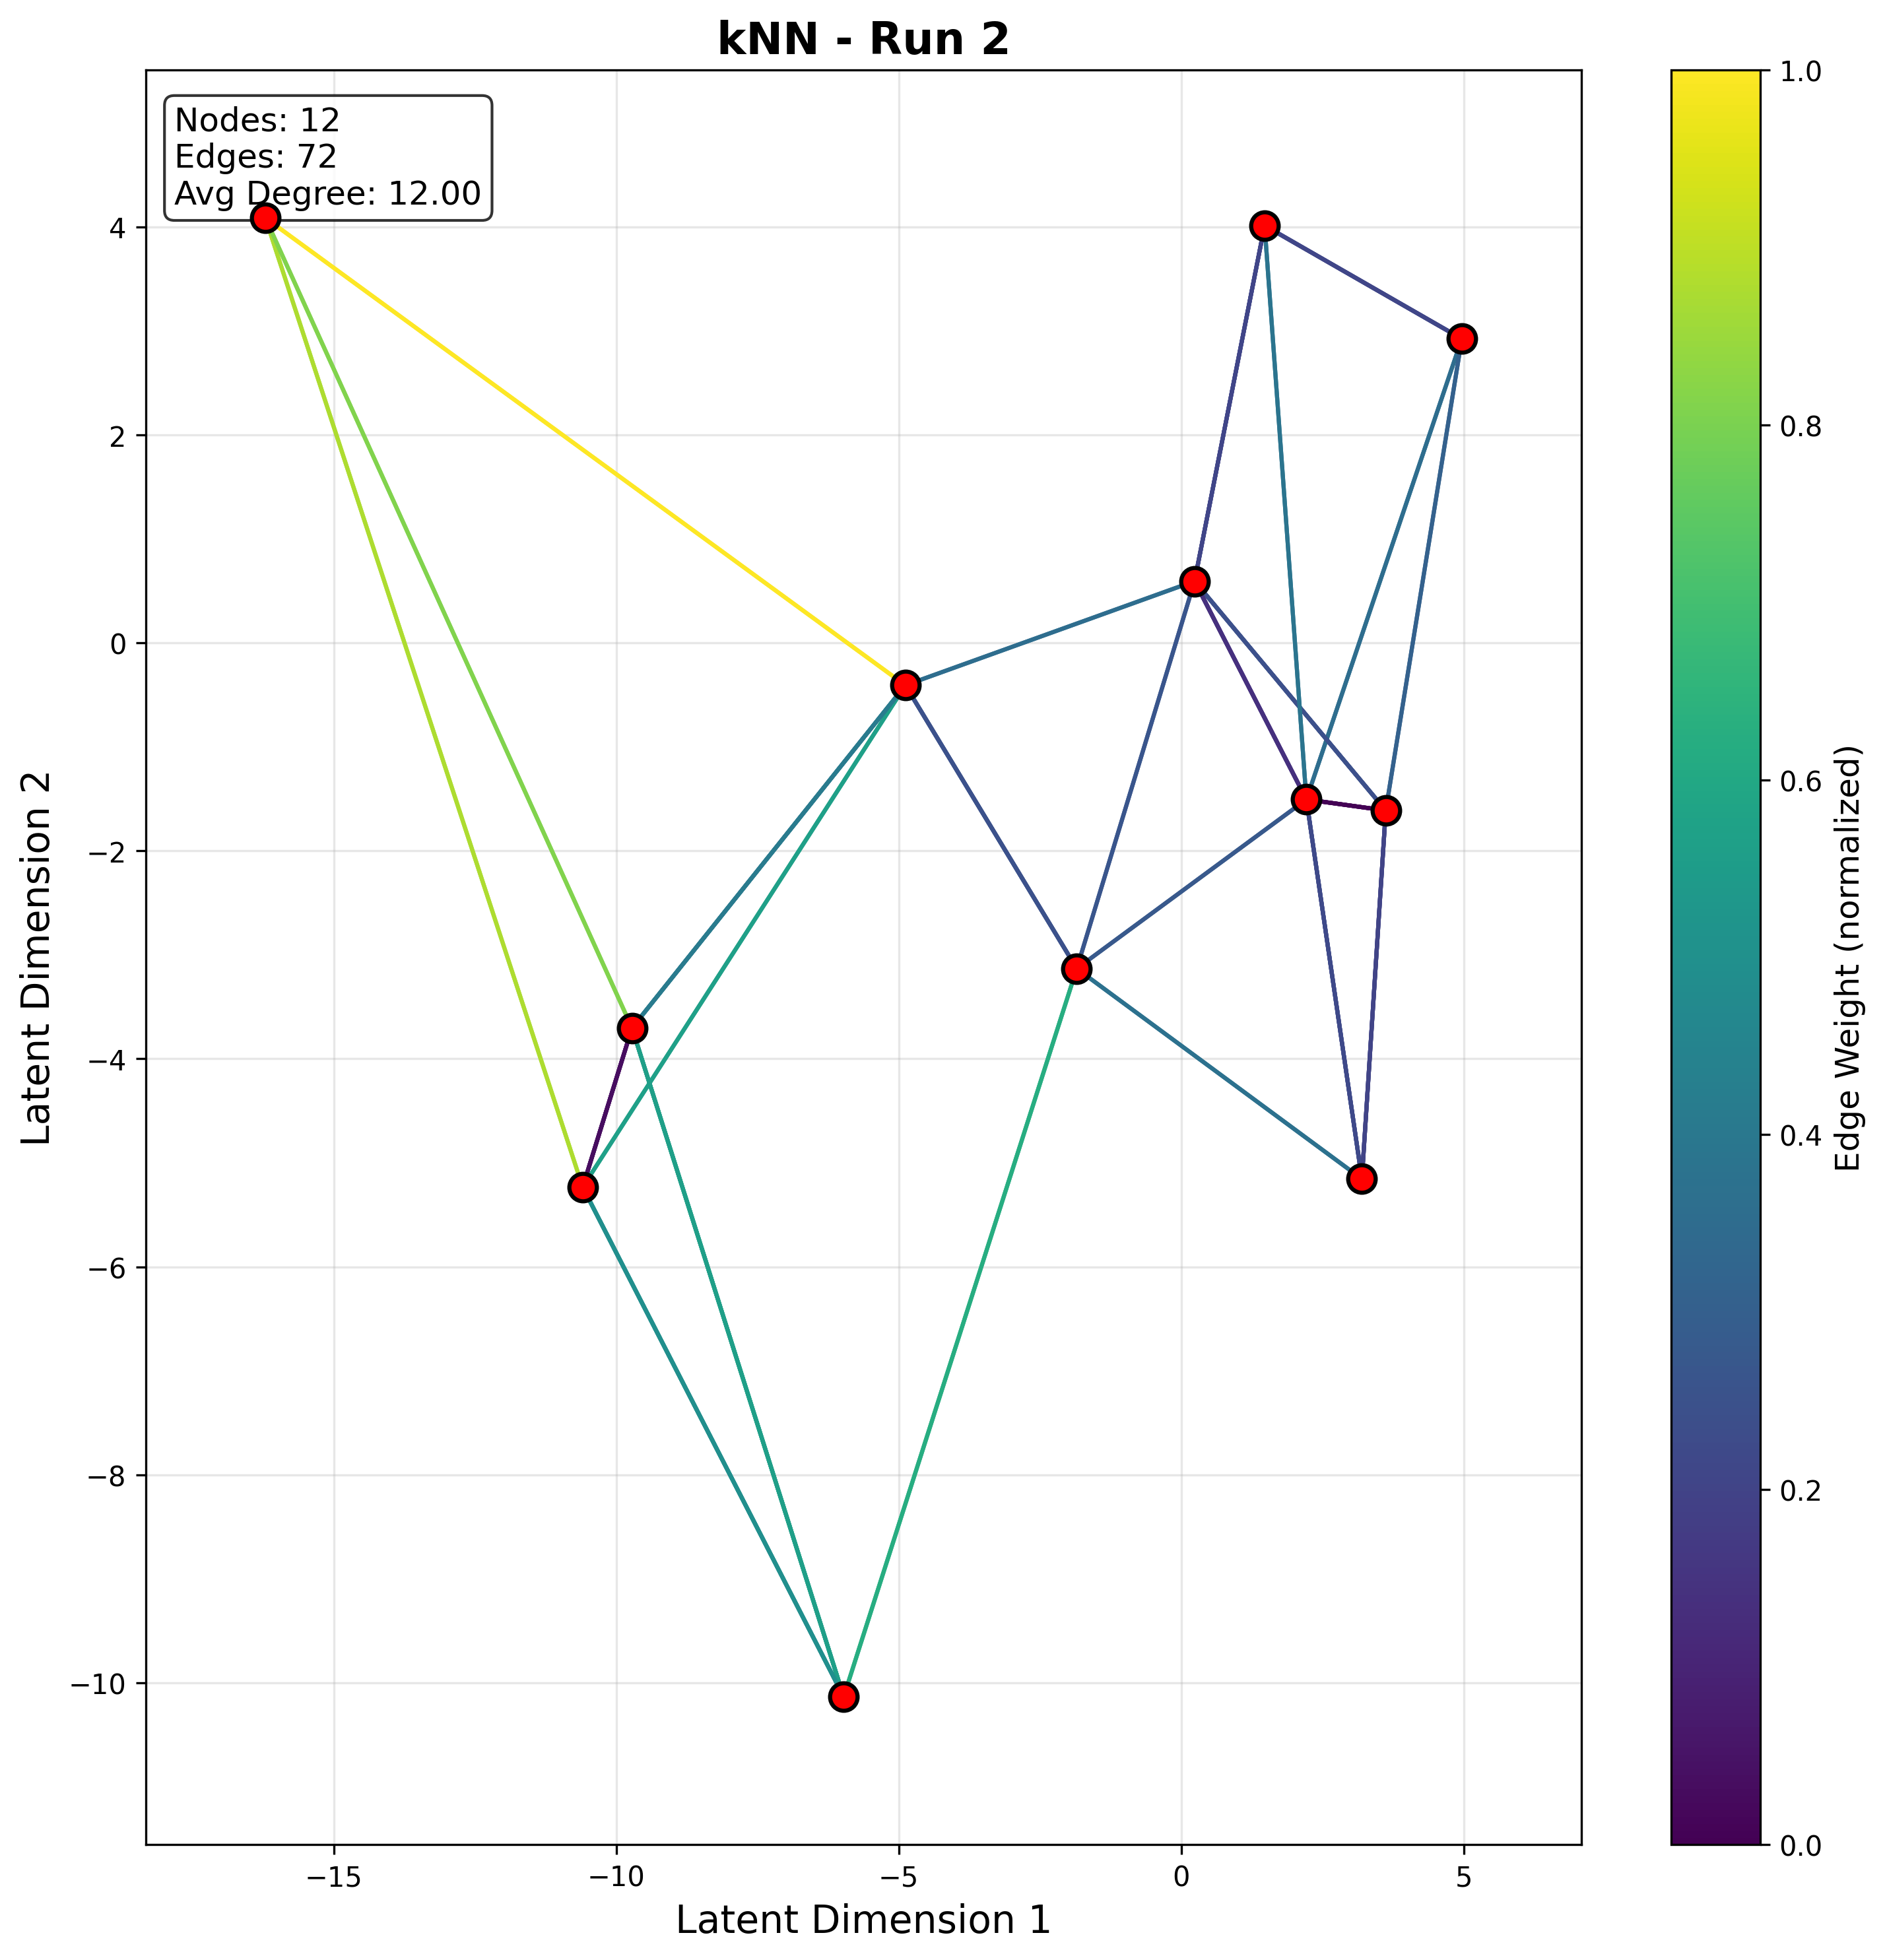 kNN - Run 2
Nodes: 12
Edges: 72
Avg Degree: 12.00
4
2
0
−2
−4
−6
−8
−10
Latent Dimension 2
−15
−10
−5
0
5
Latent Dimension 1
1.0
0.8
0.6
0.4
0.2
0.0
Edge Weight (normalized)